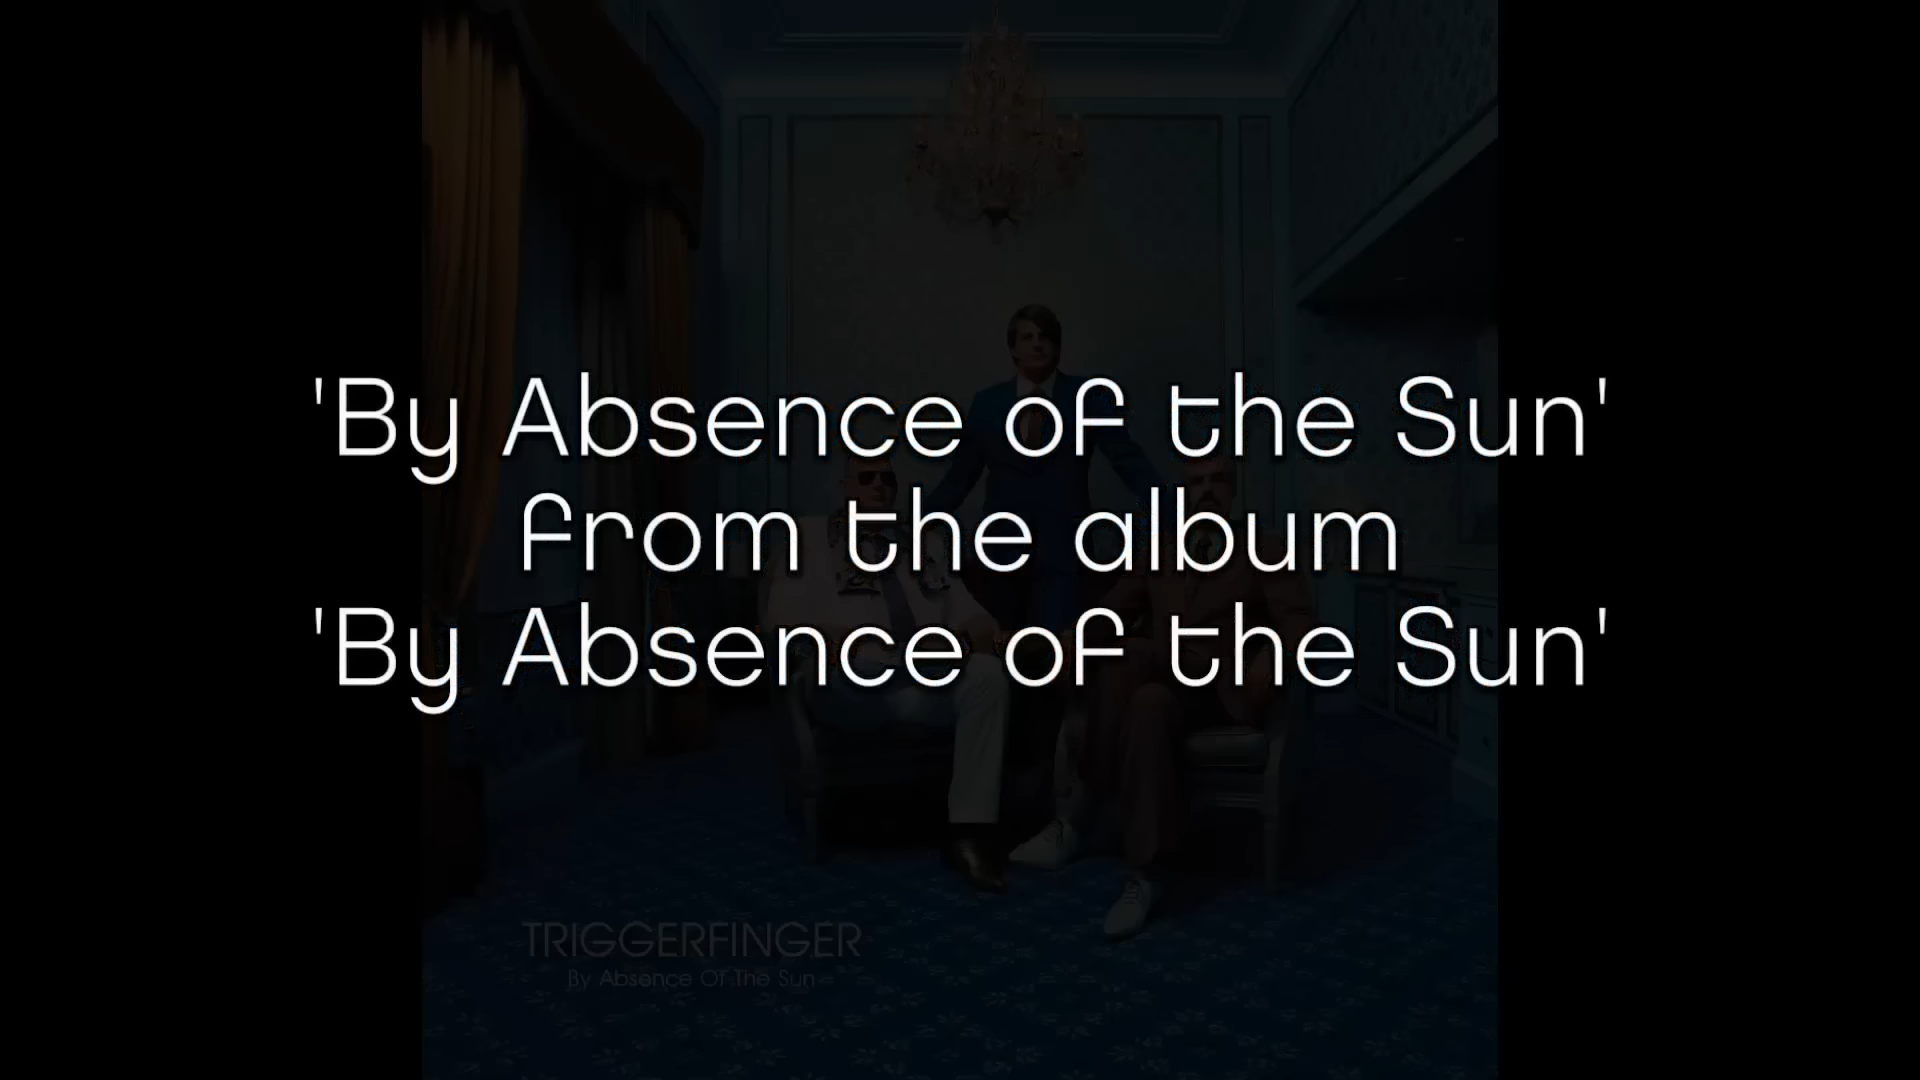 'By Absence of the Sun'
from the album
'By Absence of the Sun'
TRIGGERFINGER
By Absence Of The Sun